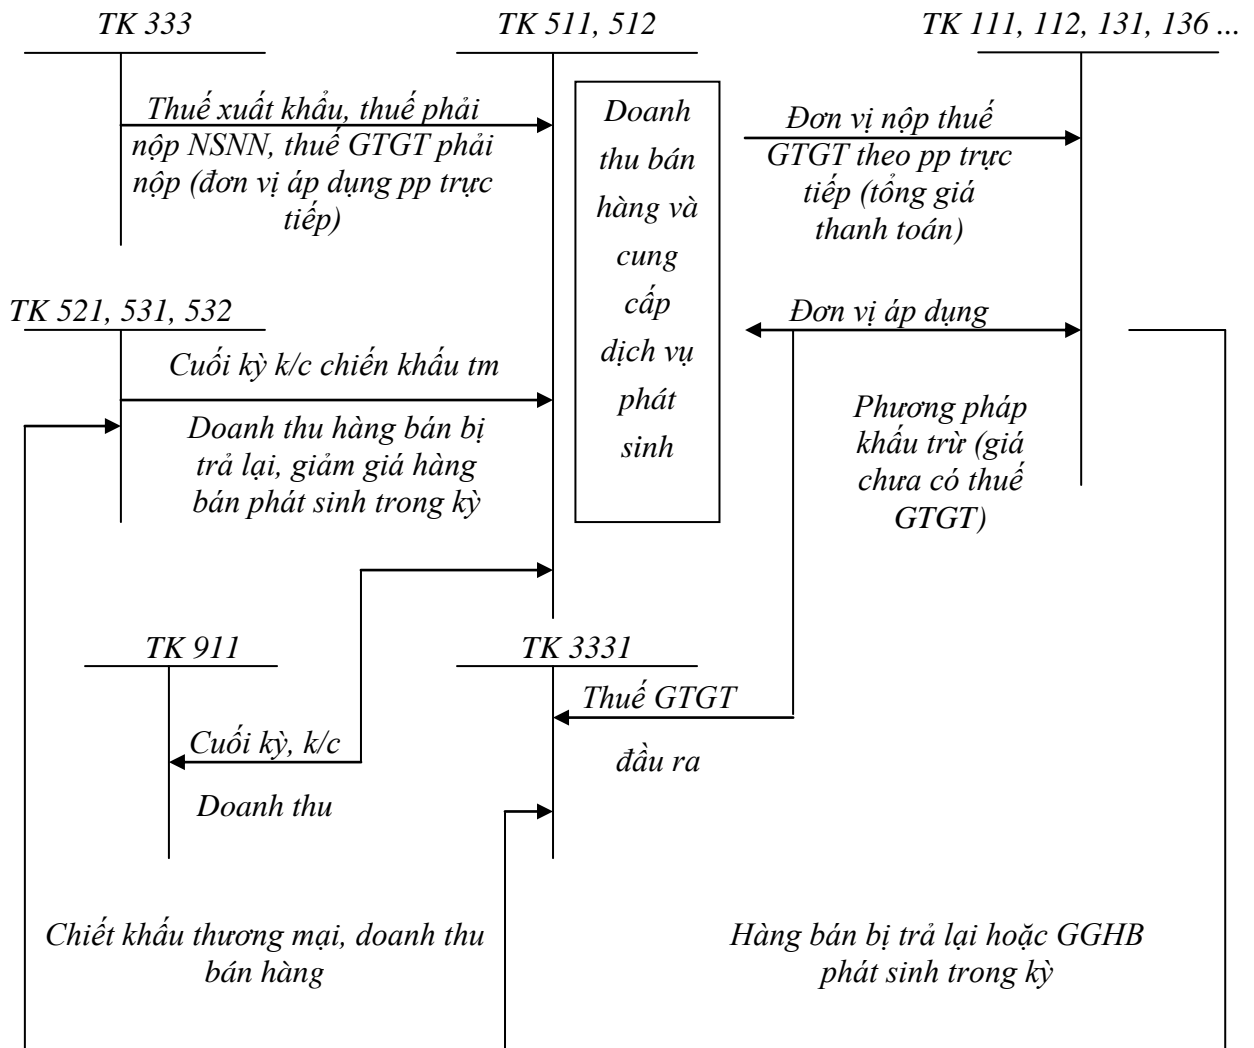 TK 333
TK 511, 512
TK 111, 112, 131, 136 ...
Thuế xuất khẩu, thuế phải
nộp NSNN, thuế GTGT phải
nộp (đơn vị áp dụng pp trực
tiếp)
Doanh
thu bán
hàng và
cung
cấp
dịch vụ
phát
sinh
Đơn vị nộp thuế
GTGT theo pp trực
tiếp (tổng giá
thanh toán)
TK 521, 531, 532
Đơn vị áp dụng
Cuối kỳ k/c chiến khấu tm
Doanh thu hàng bán bị
trả lại, giảm giá hàng
bán phát sinh trong kỳ
Phương pháp
khấu trừ (giá
chưa có thuế
GTGT)
TK 911
TK 3331
Thuế GTGT
đầu ra
Cuối kỳ, k/c
Doanh thu
Chiết khấu thương mại, doanh thu
bán hàng
Hàng bán bị trả lại hoặc GGHB
phát sinh trong kỳ